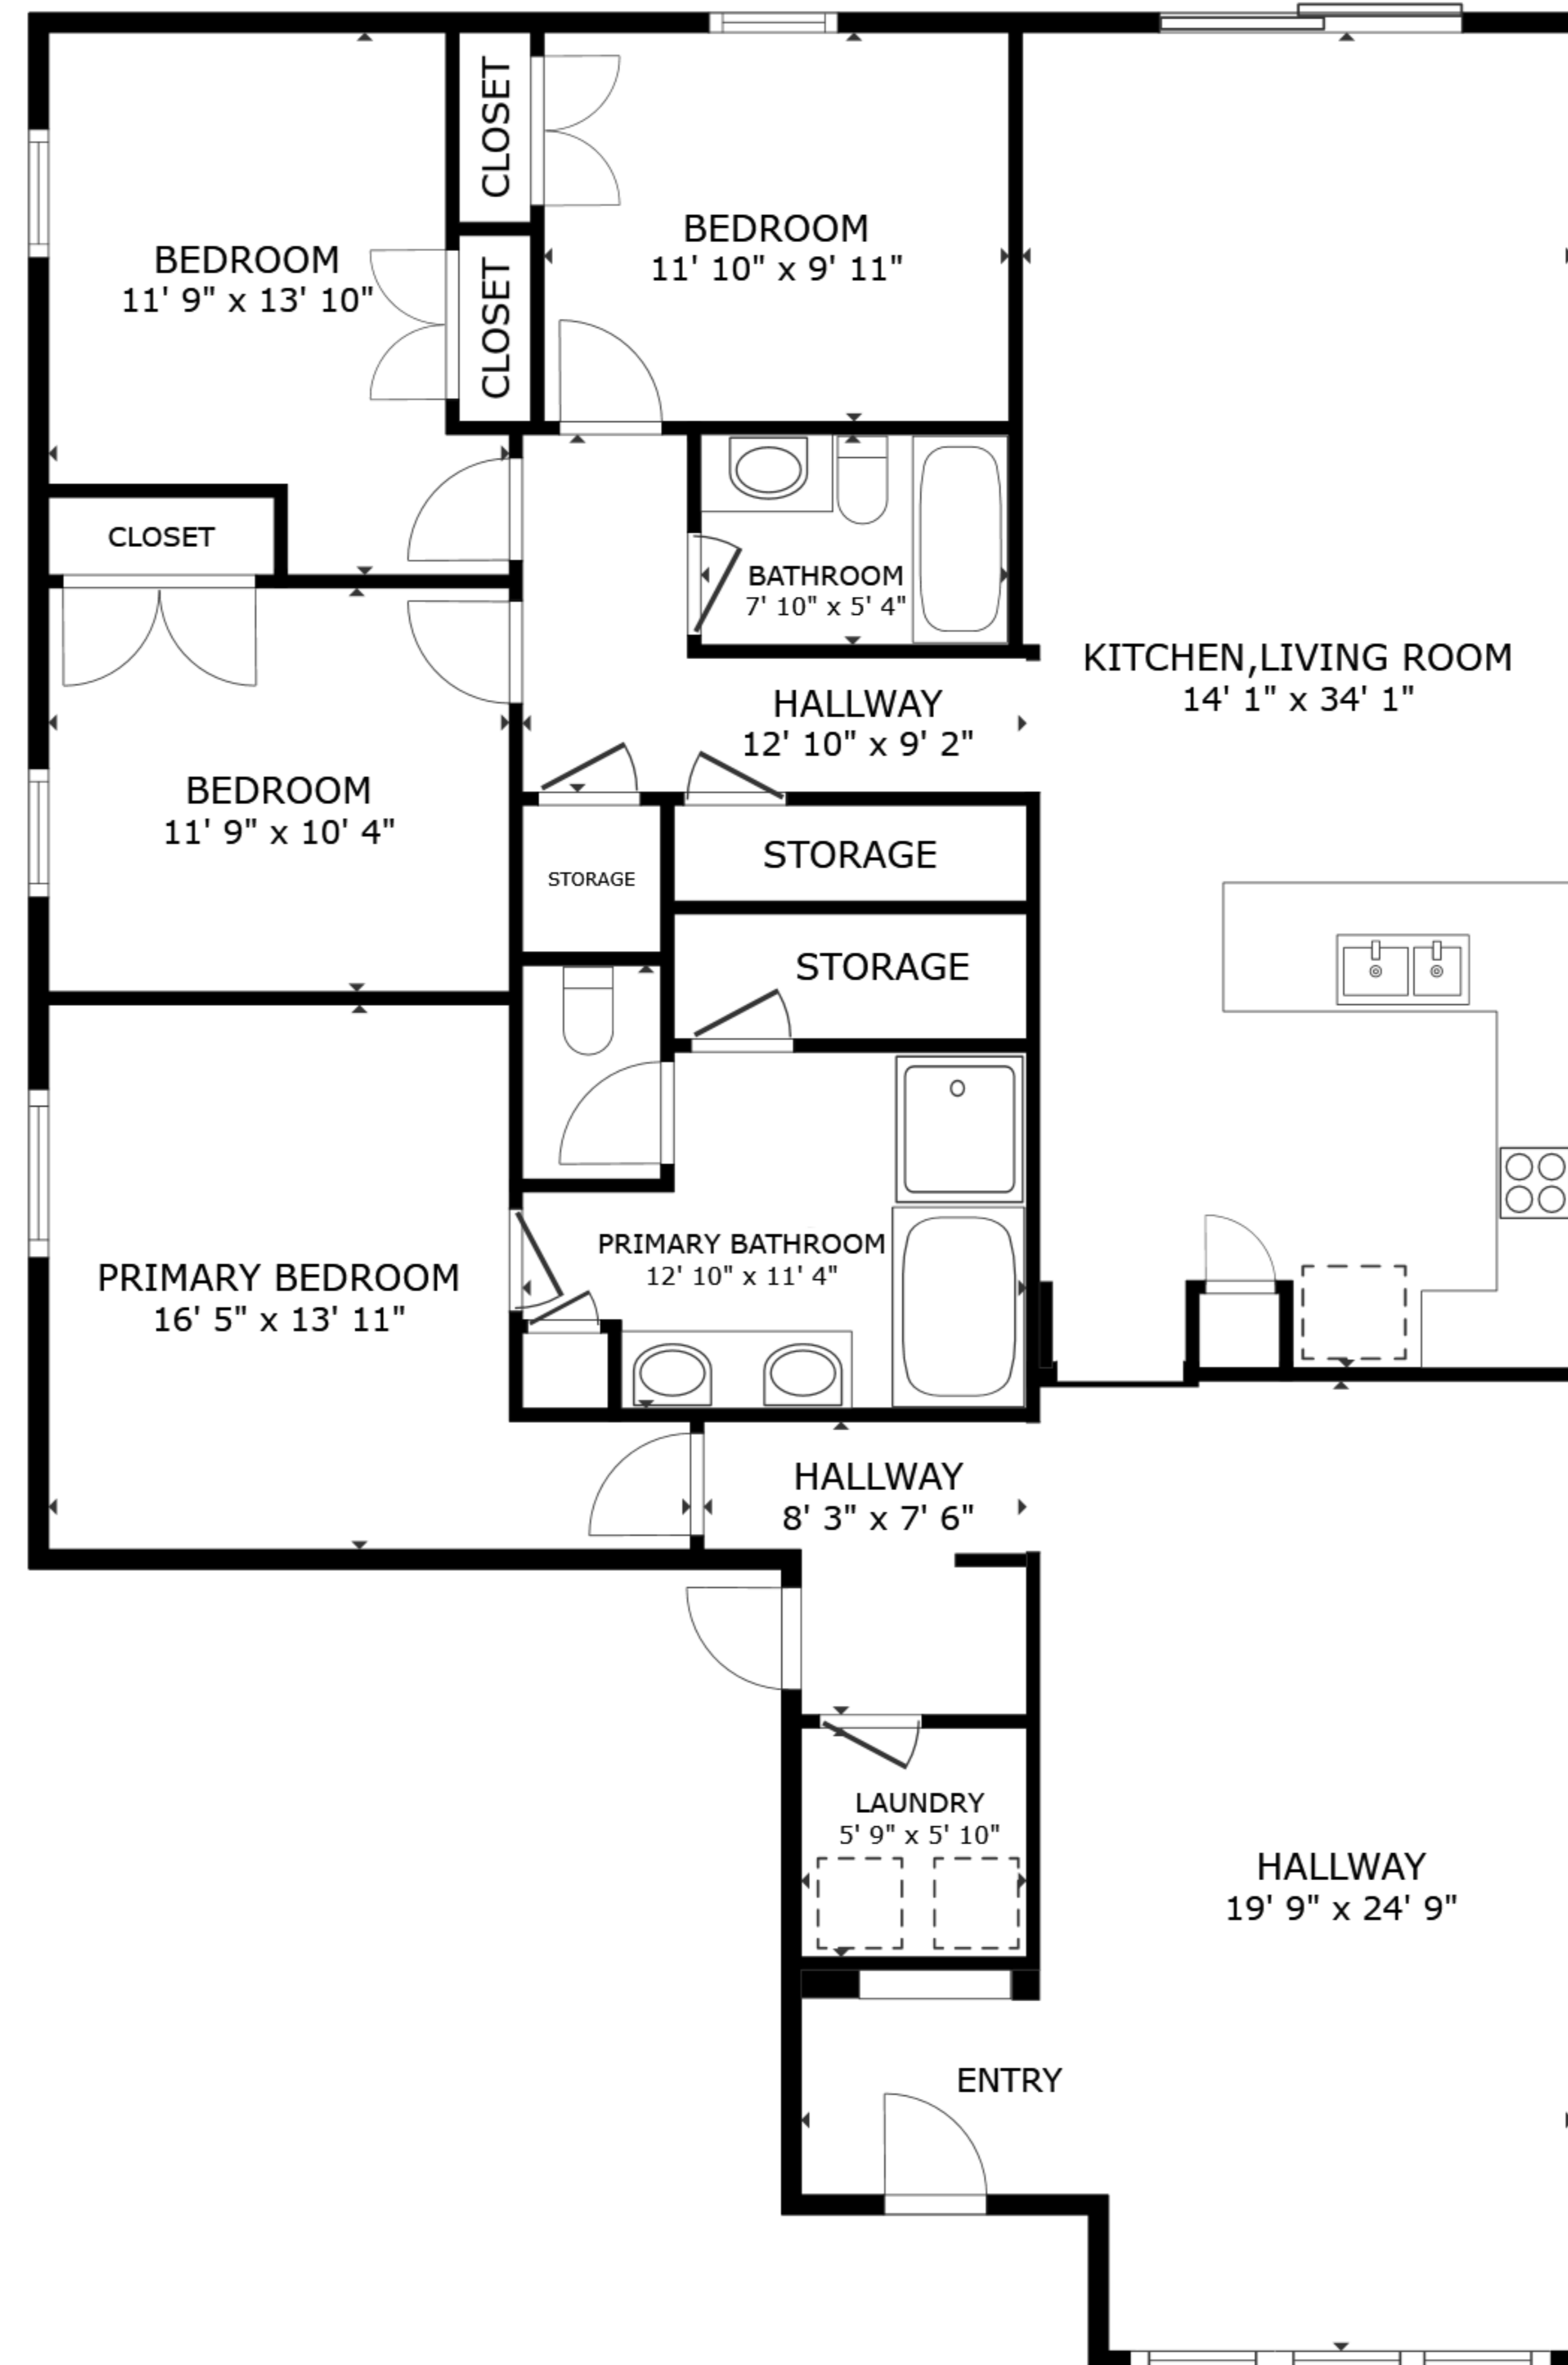 CLOSET
BEDROOM
11' 10" x 9' 11"
BEDROOM
11' 9" x 13' 10"
CLOSET
CLOSET
BATHROOM
7' 10" x 5' 4"
KITCHEN,LIVING ROOM
14' 1" x 34' 1"
HALLWAY
12' 10" x 9' 2"
BEDROOM
11' 9" x 10' 4"
STORAGE
STORAGE
STORAGE
PRIMARY BATHROOM
12' 10" x 11' 4"
PRIMARY BEDROOM
16' 5" x 13' 11"
HALLWAY
8' 3" x 7' 6"
LAUNDRY
5' 9" x 5' 10"
HALLWAY
19' 9" x 24' 9"
ENTRY